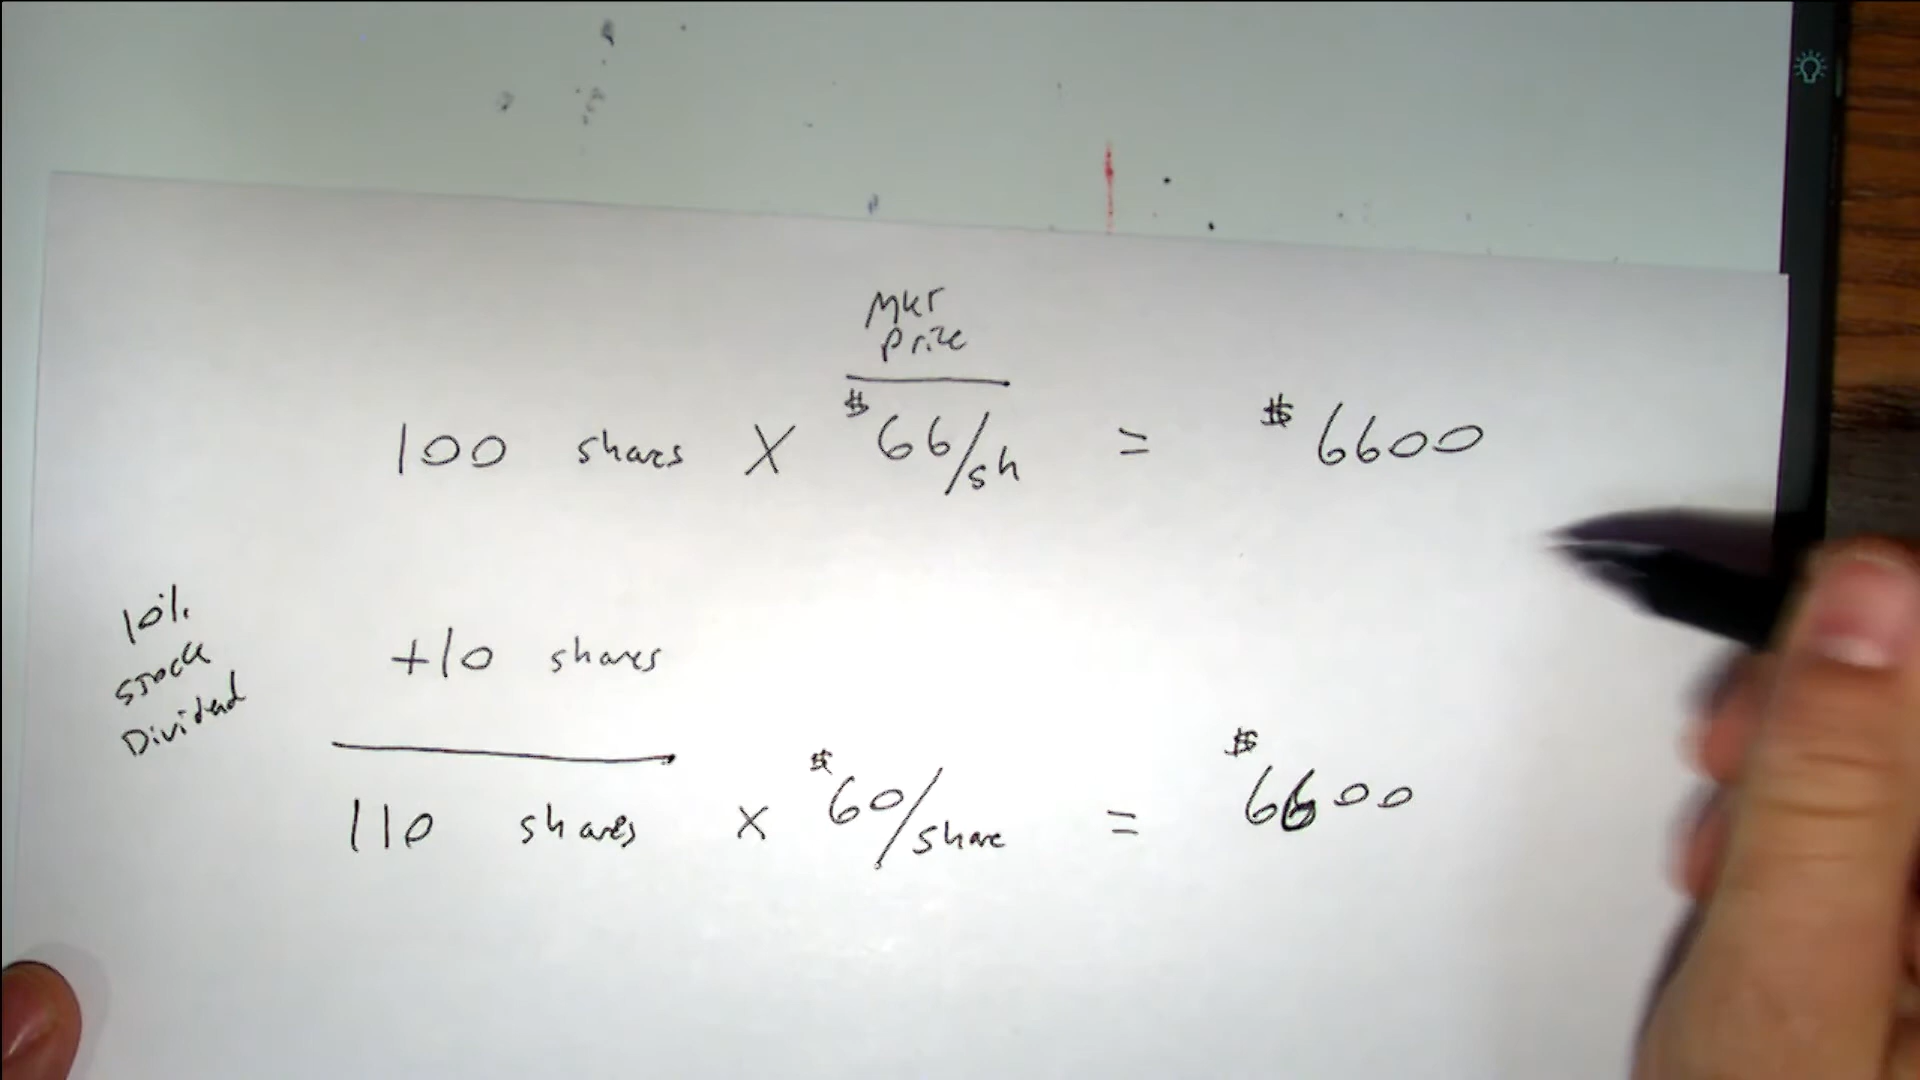 Mkt
Price
100 shares X $66/sh = $6600
10%
Stock
Dividend
+10 shares
110 shares x $60/share = $6600